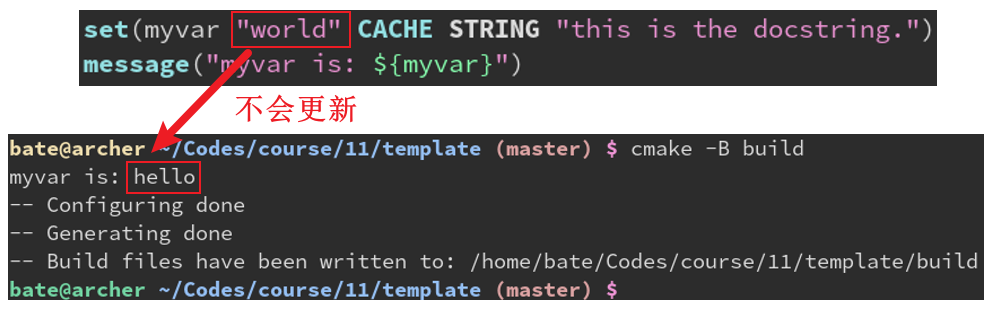 set(myvar "world" CACHE STRING "this is the docstring.")
message("myvar is: ${myvar}")
不会更新
bate@archer ~/Codes/course/11/template (master) $ cmake -B build
myvar is: hello
-- Configuring done
-- Generating done
-- Build files have been written to: /home/bate/Codes/course/11/template/build
bate@archer ~/Codes/course/11/template (master) $